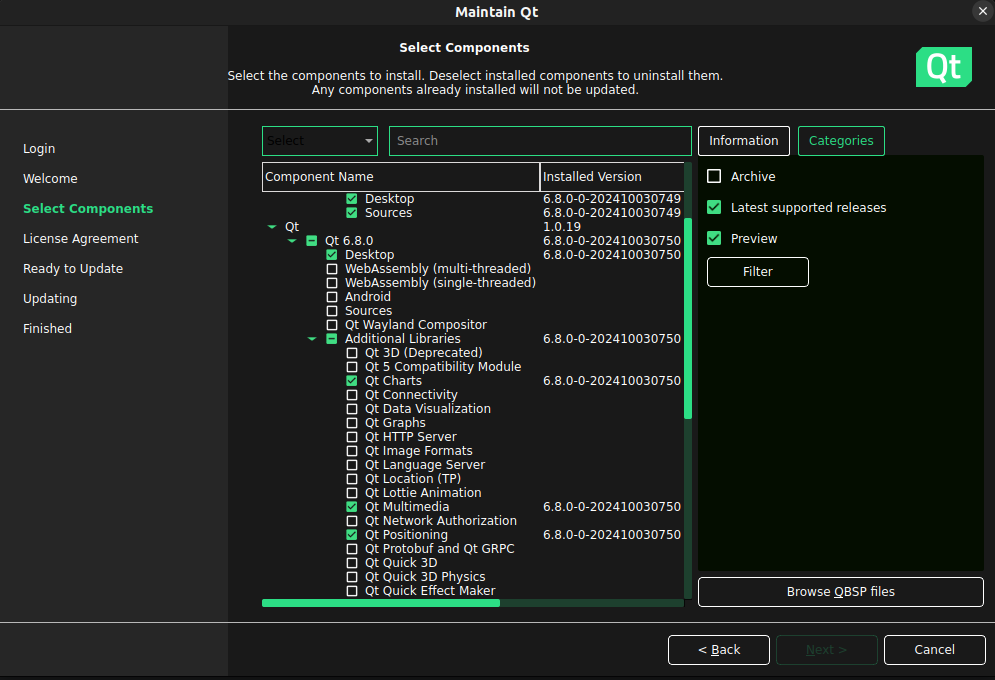 Maintain Qt
Select Components
Select the components to install. Deselect installed components to uninstall them.
Any components already installed will not be updated.
Qt
Login
Welcome
Select Components
License Agreement
Ready to Update
Updating
Finished
Select
Search
Information
Categories
Component Name Installed Version
Desktop 6.8.0-0-202410030749
Sources 6.8.0-0-202410030749
Qt 1.0.19
Qt 6.8.0 6.8.0-0-202410030750
Desktop 6.8.0-0-202410030750
WebAssembly (multi-threaded)
WebAssembly (single-threaded)
Android
Sources
Qt Wayland Compositor
Additional Libraries 6.8.0-0-202410030750
Qt 3D (Deprecated)
Qt 5 Compatibility Module
Qt Charts 6.8.0-0-202410030750
Qt Connectivity
Qt Data Visualization
Qt Graphs
Qt HTTP Server
Qt Image Formats
Qt Language Server
Qt Location (TP)
Qt Lottie Animation
Qt Multimedia 6.8.0-0-202410030750
Qt Network Authorization
Qt Positioning 6.8.0-0-202410030750
Qt Protobuf and Qt GRPC
Qt Quick 3D
Qt Quick 3D Physics
Qt Quick Effect Maker
Archive
Latest supported releases
Preview
Filter
Browse QBSP files
< Back
Next >
Cancel